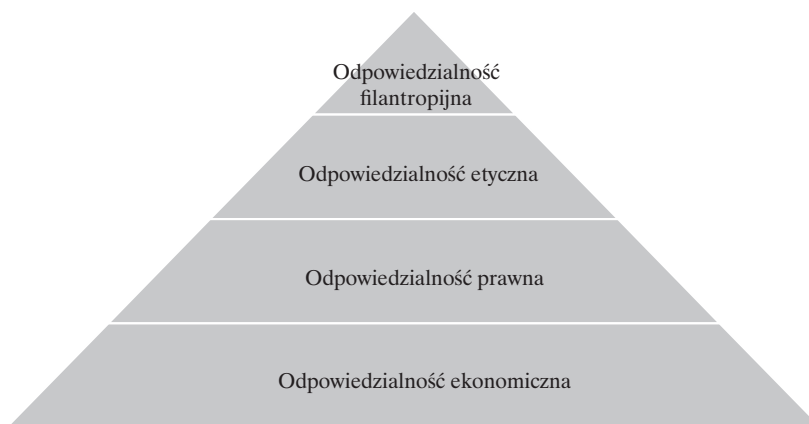 Odpowiedzialność
filantropijna
Odpowiedzialność etyczna
Odpowiedzialność prawna
Odpowiedzialność ekonomiczna